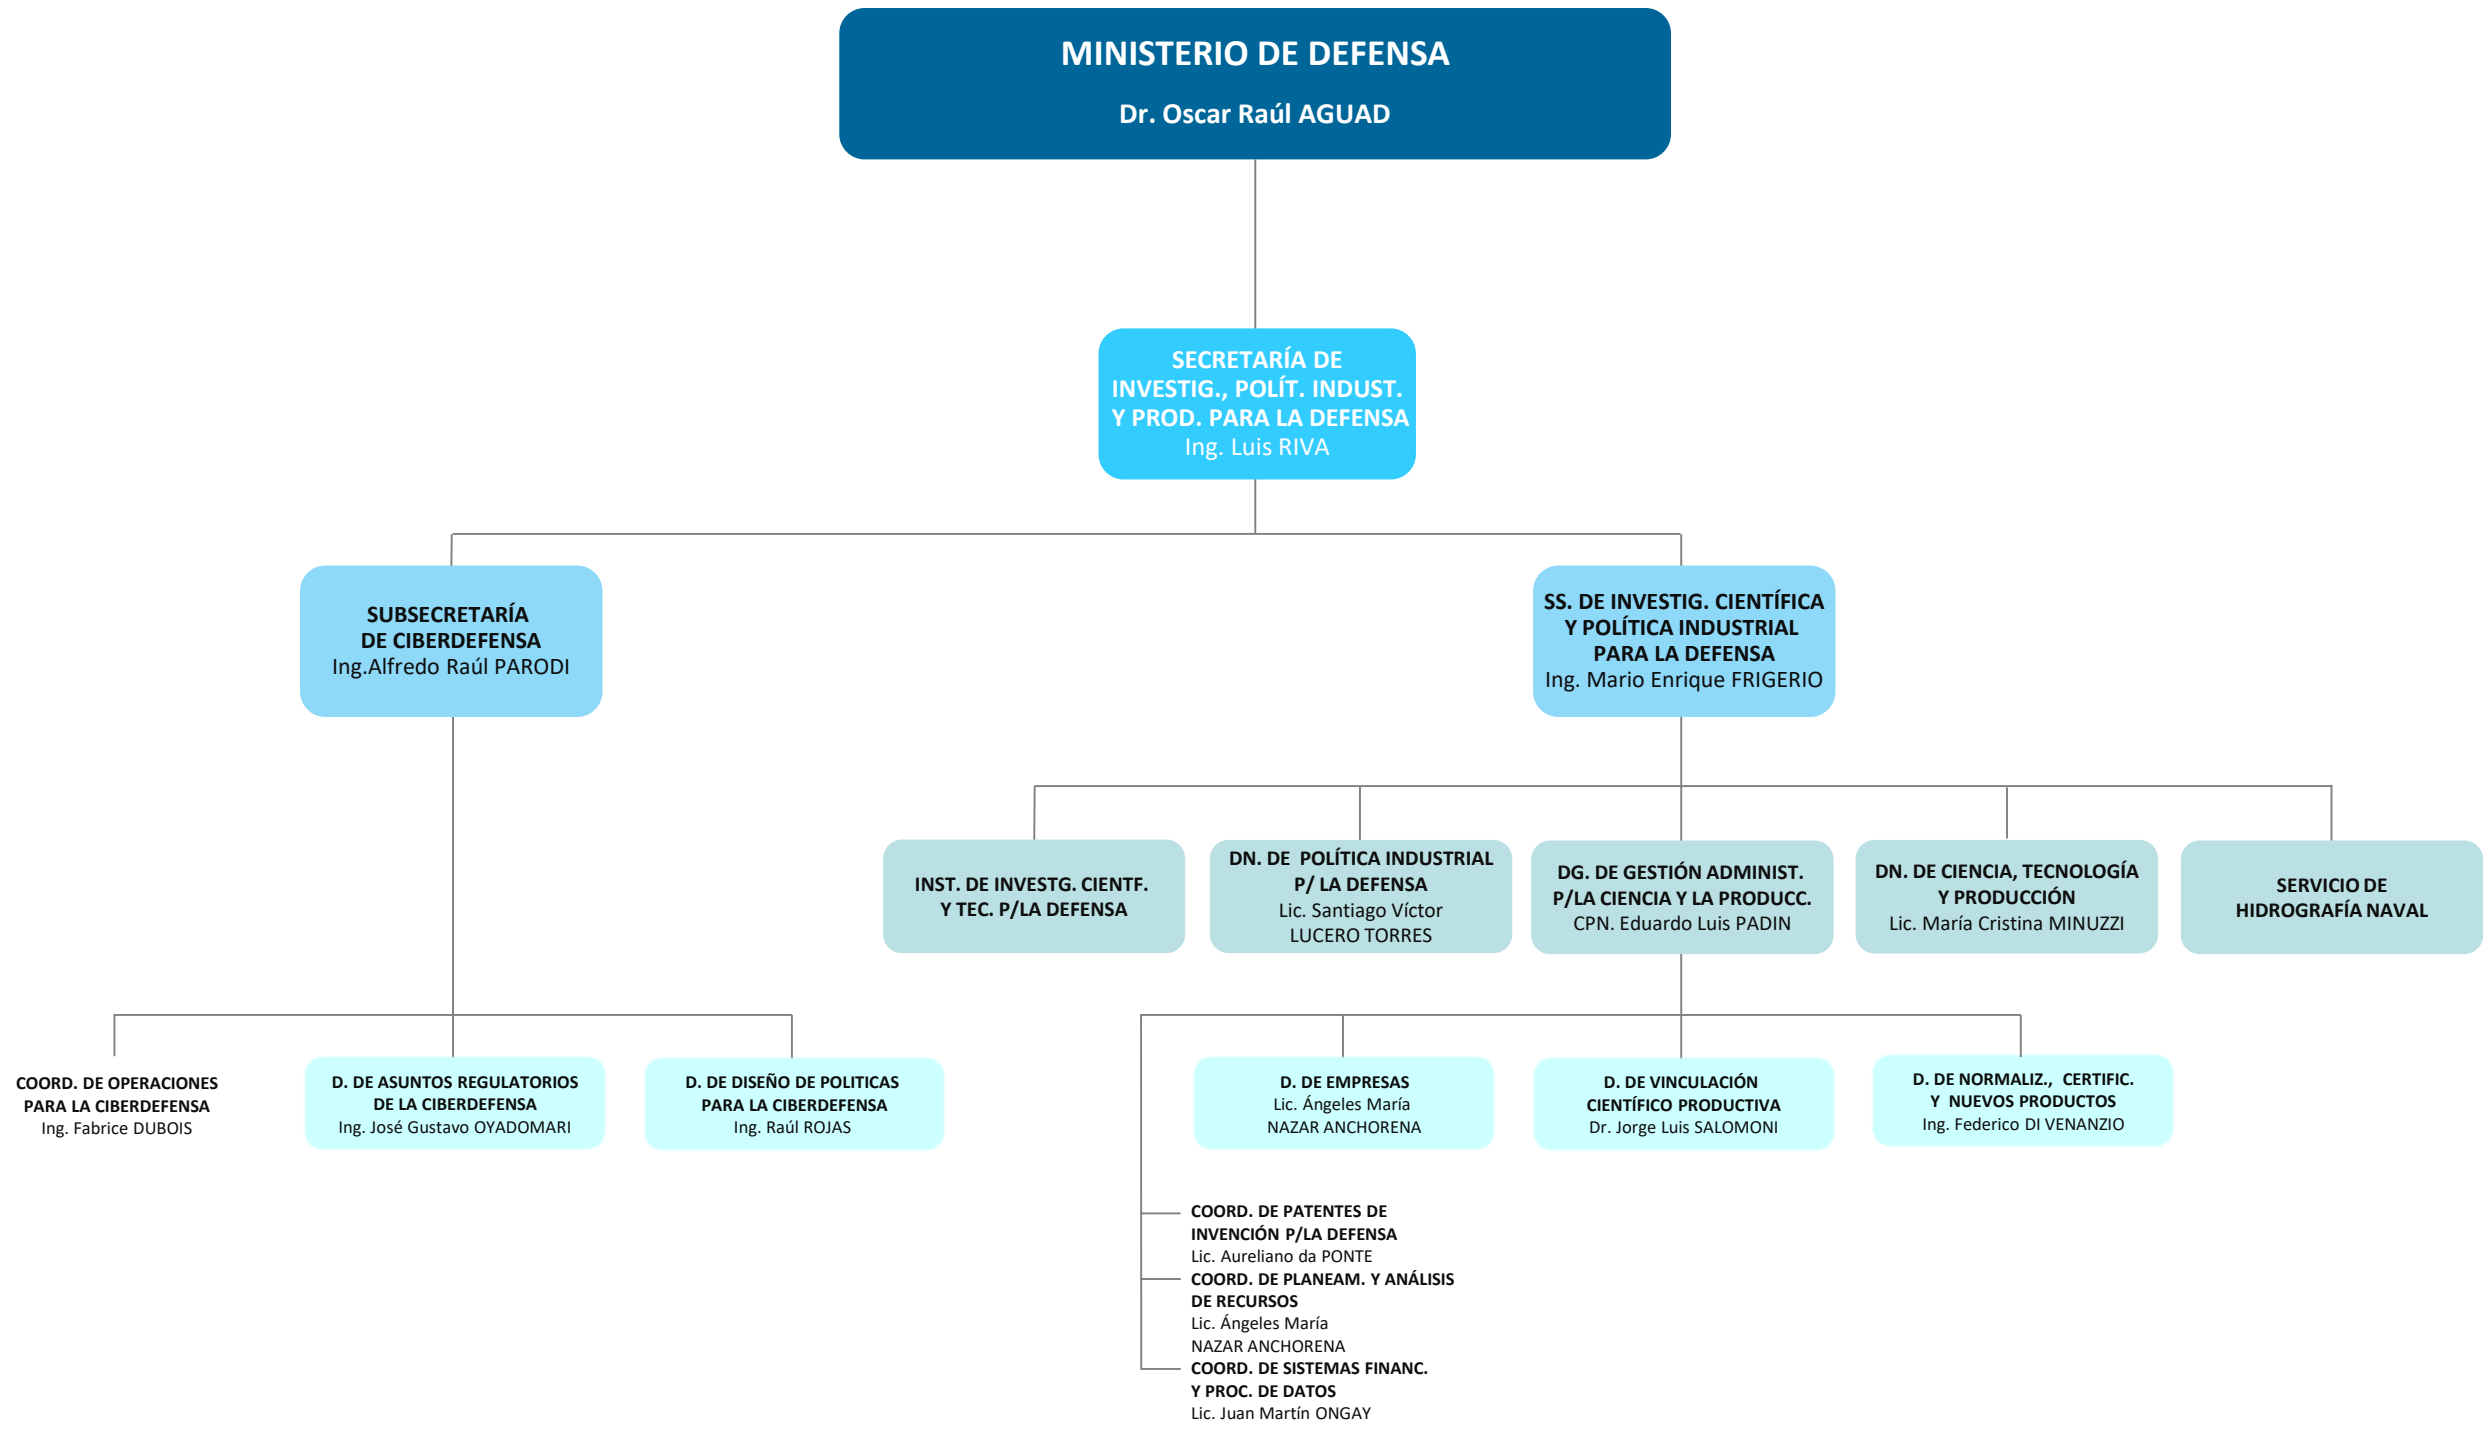 MINISTERIO DE DEFENSA
Dr. Oscar Raúl AGUAD
SECRETARÍA DE
INVESTIG., POLÍT. INDUST.
Y PROD. PARA LA DEFENSA
Ing. Luis RIVA
SUBSECRETARÍA
DE CIBERDEFENSA
Ing.Alfredo Raúl PARODI
SS. DE INVESTIG. CIENTÍFICA
Y POLÍTICA INDUSTRIAL
PARA LA DEFENSA
Ing. Mario Enrique FRIGERIO
INST. DE INVESTG. CIENTF.
Y TEC. P/LA DEFENSA
DN. DE POLÍTICA INDUSTRIAL
P/ LA DEFENSA
Lic. Santiago Víctor
LUCERO TORRES
DG. DE GESTIÓN ADMINIST.
P/LA CIENCIA Y LA PRODUCC.
CPN. Eduardo Luis PADIN
DN. DE CIENCIA, TECNOLOGÍA
Y PRODUCCIÓN
Lic. María Cristina MINUZZI
SERVICIO DE
HIDROGRAFÍA NAVAL
COORD. DE OPERACIONES
PARA LA CIBERDEFENSA
Ing. Fabrice DUBOIS
D. DE ASUNTOS REGULATORIOS
DE LA CIBERDEFENSA
Ing. José Gustavo OYADOMARI
D. DE DISEÑO DE POLITICAS
PARA LA CIBERDEFENSA
Ing. Raúl ROJAS
D. DE EMPRESAS
Lic. Ángeles María
NAZAR ANCHORENA
D. DE VINCULACIÓN
CIENTÍFICO PRODUCTIVA
Dr. Jorge Luis SALOMONI
D. DE NORMALIZ., CERTIFIC.
Y NUEVOS PRODUCTOS
Ing. Federico DI VENANZIO
COORD. DE PATENTES DE
INVENCIÓN P/LA DEFENSA
Lic. Aureliano da PONTE
COORD. DE PLANEAM. Y ANÁLISIS
DE RECURSOS
Lic. Ángeles María
NAZAR ANCHORENA
COORD. DE SISTEMAS FINANC.
Y PROC. DE DATOS
Lic. Juan Martín ONGAY